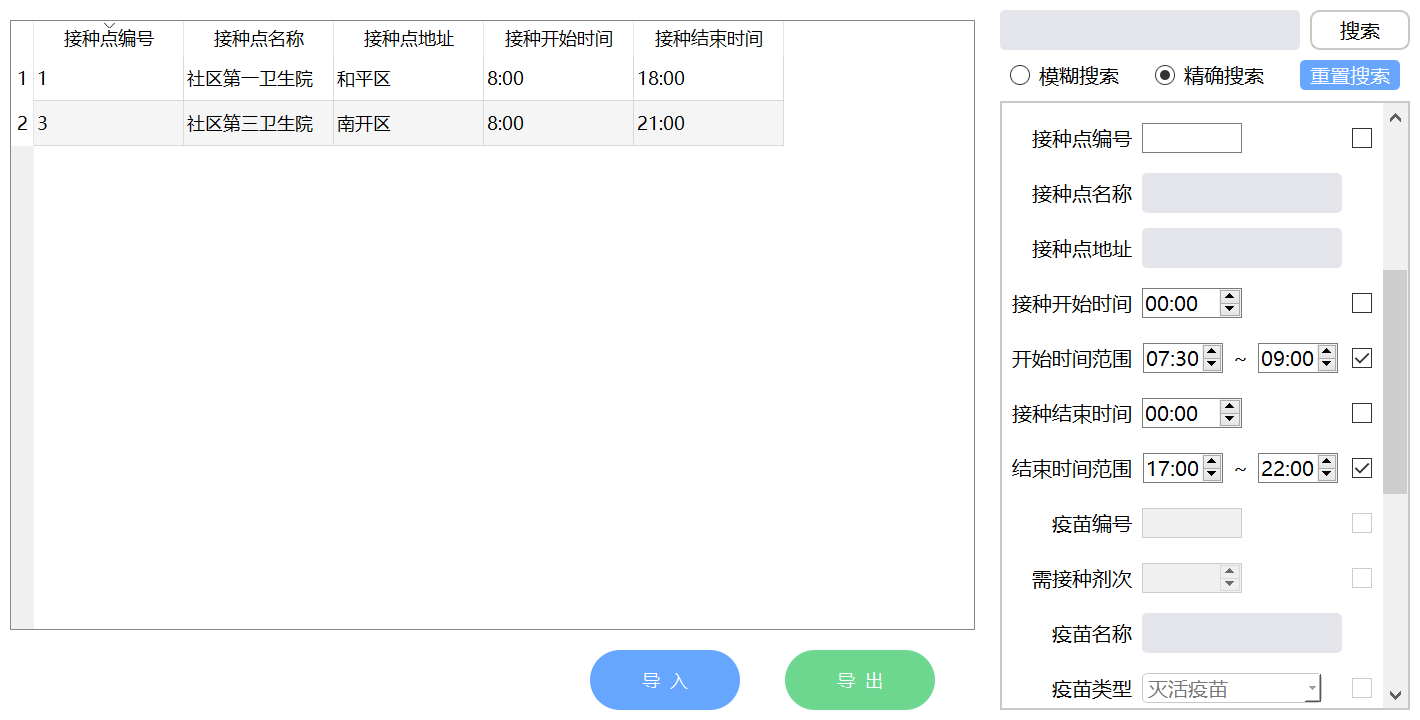 接种点编号 接种点名称 接种点地址 接种开始时间 接种结束时间
1 1 社区第一卫生院 和平区 8:00 18:00
2 3 社区第三卫生院 南开区 8:00 21:00
导 入 导 出
搜索
模糊搜索 精确搜索 重置搜索
接种点编号
接种点名称
接种点地址
接种开始时间 00:00
开始时间范围 07:30 ~ 09:00
接种结束时间 00:00
结束时间范围 17:00 ~ 22:00
疫苗编号
需接种剂次
疫苗名称
疫苗类型 灭活疫苗